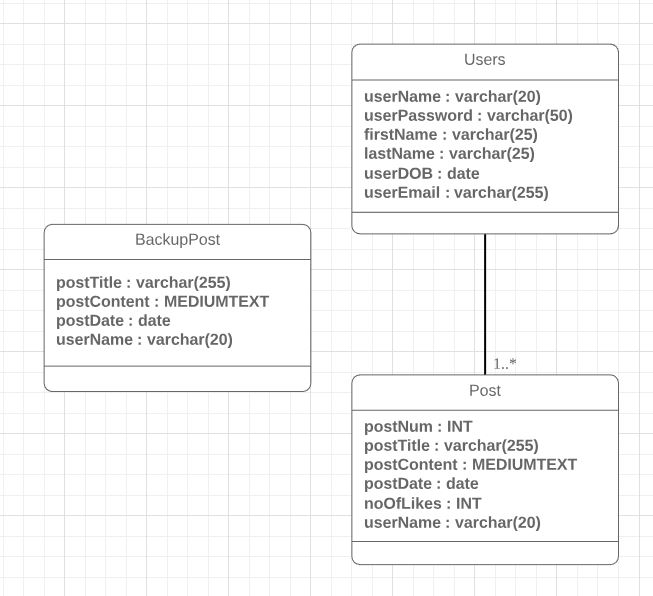 Users
userName : varchar(20)
userPassword : varchar(50)
firstName : varchar(25)
lastName : varchar(25)
userDOB : date
userEmail : varchar(255)
BackupPost
postTitle : varchar(255)
postContent : MEDIUMTEXT
postDate : date
userName : varchar(20)
1..*
Post
postNum : INT
postTitle : varchar(255)
postContent : MEDIUMTEXT
postDate : date
noOfLikes : INT
userName : varchar(20)